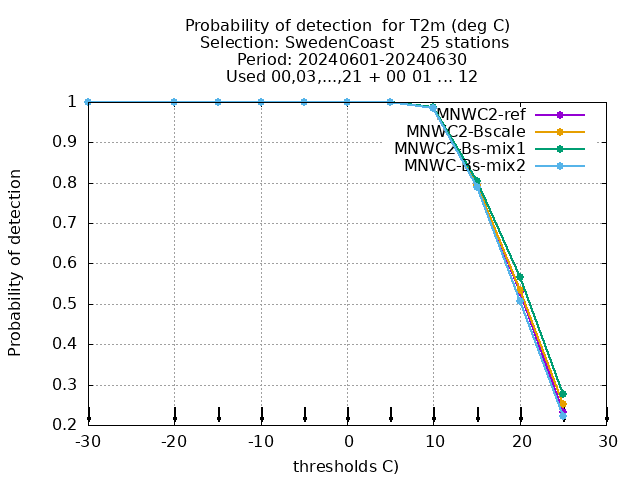 Probability of detection  for T2m (deg C)
Selection: SwedenCoast     25 stations
Period: 20240601-20240630
Used 00,03,...,21 + 00 01 ... 12
MNWC2-ref
MNWC2-Bscale
MNWC2-Bs-mix1
MNWC-Bs-mix2
Probability of detection
1
0.9
0.8
0.7
0.6
0.5
0.4
0.3
0.2
-30 -20 -10 0 10 20 30
thresholds C)